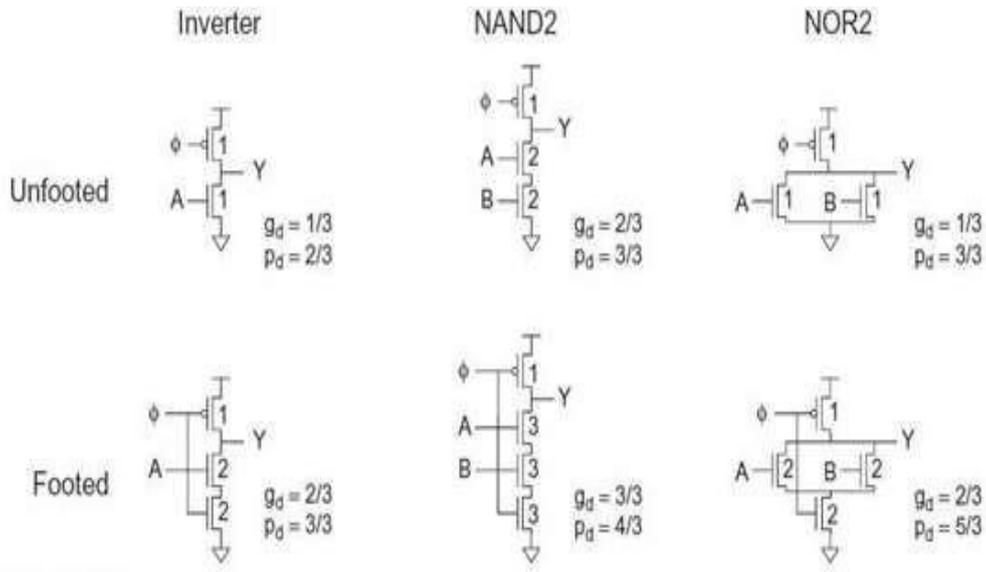 Inverter
NAND2
NOR2
Unfooted
ϕ
1
Y
A
1
g_d = 1/3
p_d = 2/3
ϕ
1
Y
A
2
B
2
g_d = 2/3
p_d = 3/3
ϕ
1
Y
A
1
B
1
g_d = 1/3
p_d = 3/3
Footed
ϕ
1
Y
A
2
2
g_d = 2/3
p_d = 3/3
ϕ
1
Y
A
3
B
3
3
g_d = 3/3
p_d = 4/3
ϕ
1
Y
A
2
B
2
2
g_d = 2/3
p_d = 5/3